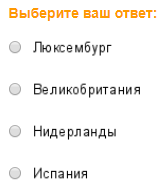 Выберите ваш ответ:
Люксембург
Великобритания
Нидерланды
Испания